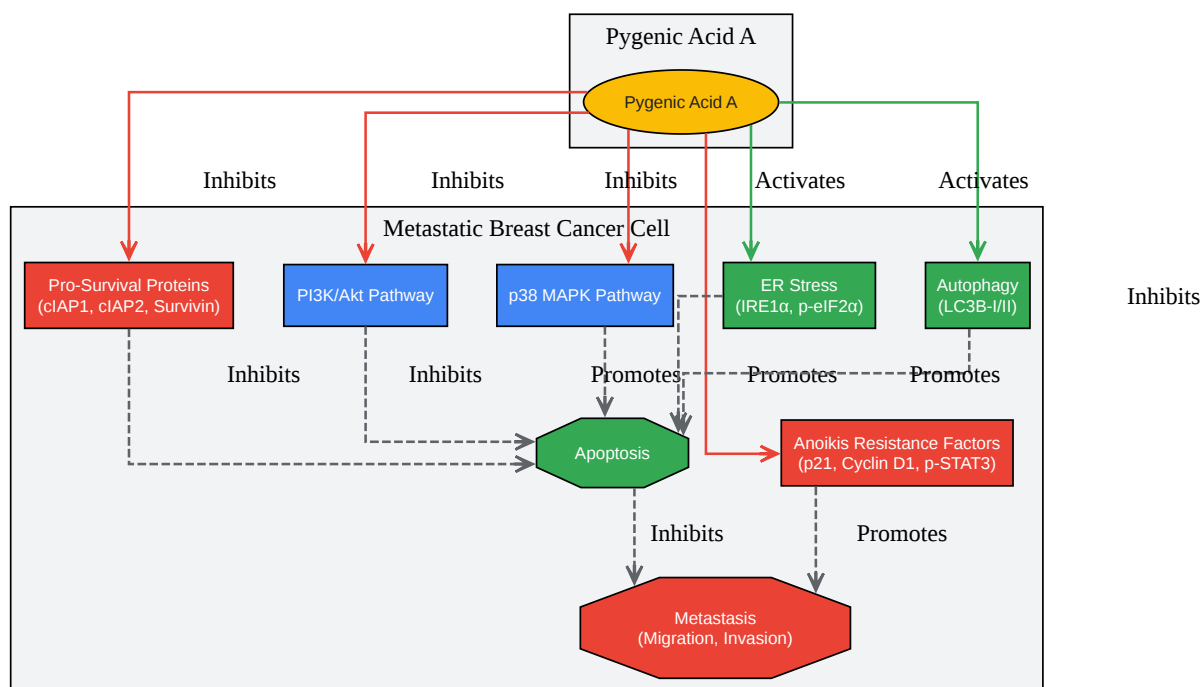 Pygenic Acid A
Pygenic Acid A
Inhibits
Inhibits
Inhibits
Activates
Activates
Metastatic Breast Cancer Cell
Pro-Survival Proteins
(cIAP1, cIAP2, Survivin)
PI3K/Akt Pathway
p38 MAPK Pathway
ER Stress
(IRE1α, p-eIF2α)
Autophagy
(LC3B-I/II)
Inhibits
Inhibits
Inhibits
Promotes
Promotes
Promotes
Apoptosis
Anoikis Resistance Factors
(p21, Cyclin D1, p-STAT3)
Inhibits
Promotes
Metastasis
(Migration, Invasion)